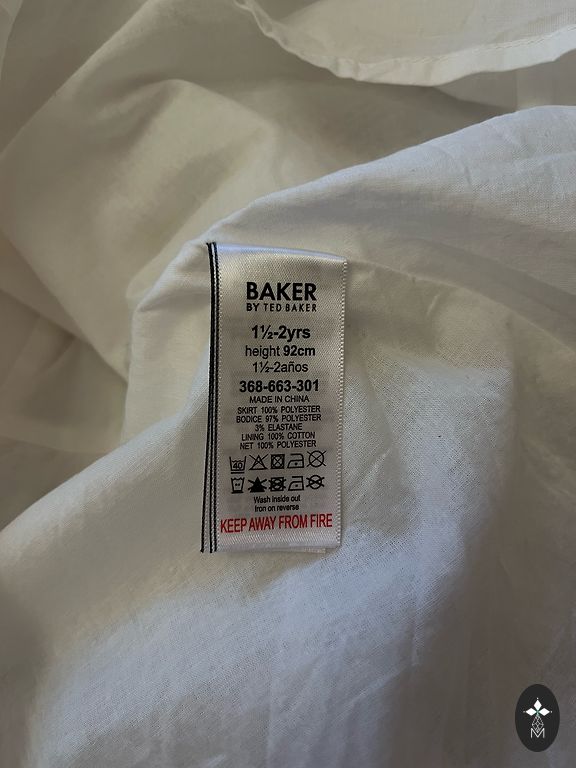 BAKER
BY TED BAKER
1½-2yrs
height 92cm
1½-2años
368-663-301
MADE IN CHINA
SKIRT 100% POLYESTER
BODICE 97% POLYESTER
3% ELASTANE
LINING 100% COTTON
NET 100% POLYESTER
40
Wash inside out
Iron on reverse
KEEP AWAY FROM FIRE
M